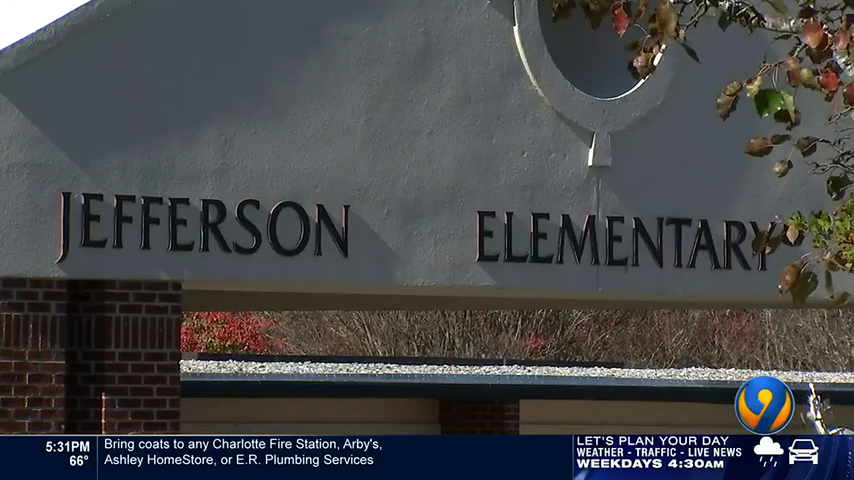 JEFFERSON ELEMENTARY
9
5:31PM
66°
Bring coats to any Charlotte Fire Station, Arby's,
Ashley HomeStore, or E.R. Plumbing Services
LET'S PLAN YOUR DAY
WEATHER - TRAFFIC - LIVE NEWS
WEEKDAYS 4:30AM